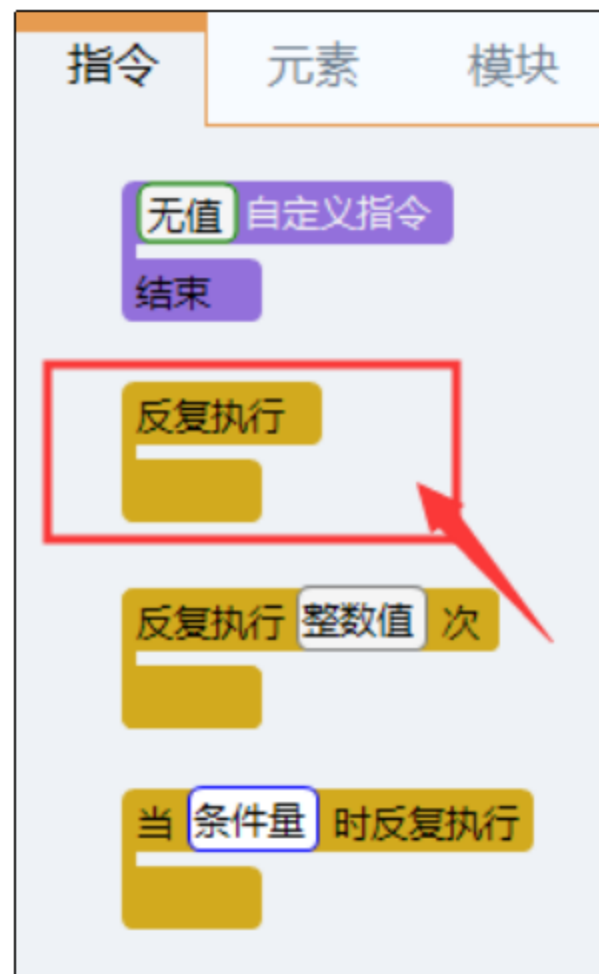 指令 元素 模块
无值 自定义指令
结束
反复执行
反复执行 整数值 次
当 条件量 时反复执行